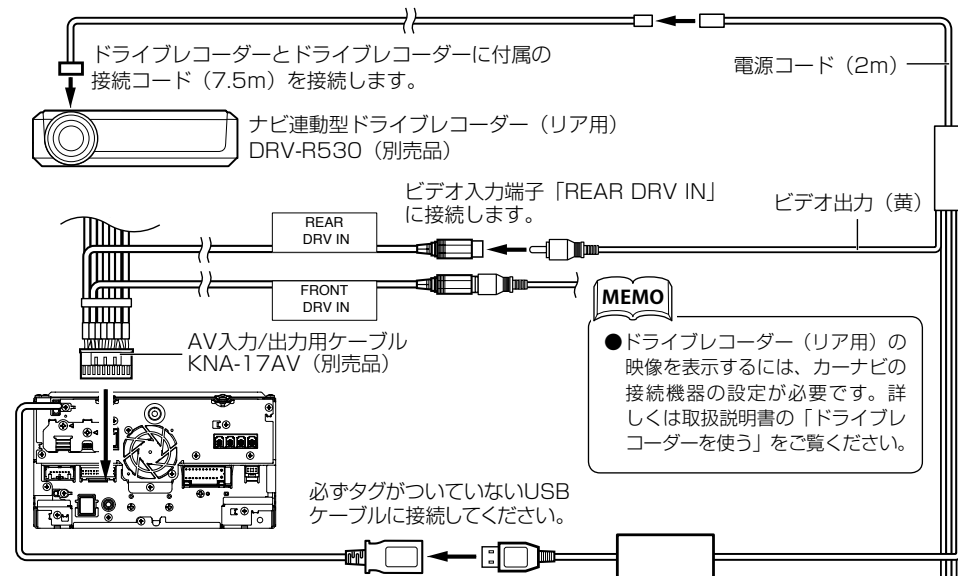 ドライブレコーダーとドライブレコーダーに付属の
接続コード（7.5m）を接続します。
電源コード（2m）
ナビ連動型ドライブレコーダー（リア用）
DRV-R530（別売品）
ビデオ入力端子「REAR DRV IN」
に接続します。
ビデオ出力（黄）
REAR
DRV IN
FRONT
DRV IN
AV入力/出力用ケーブル
KNA-17AV（別売品）
MEMO
●ドライブレコーダー（リア用）の
映像を表示するには、カーナビの
接続機器の設定が必要です。詳
しくは取扱説明書の「ドライブレ
コーダーを使う」をご覧ください。
必ずタグがついていないUSB
ケーブルに接続してください。